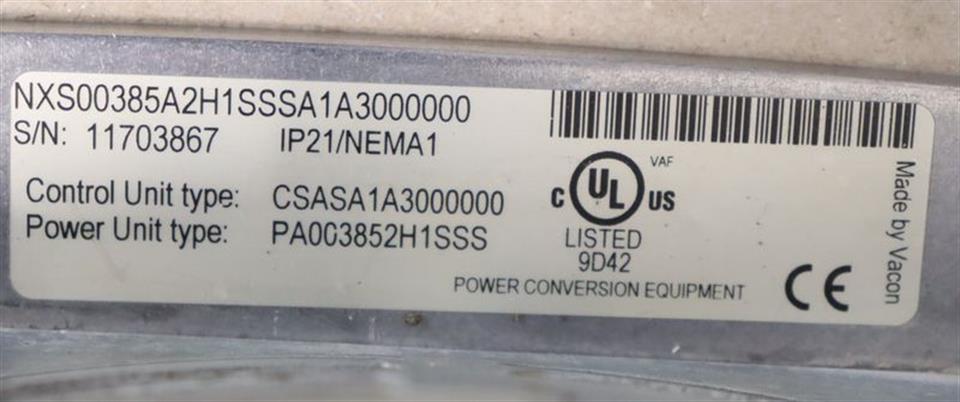 NXS00385A2H1SSSA1A3000000
S/N: 11703867 IP21/NEMA1
Control Unit type: CSASA1A3000000
Power Unit type: PA003852H1SSS
VAF
C UL US
LISTED
9D42
POWER CONVERSION EQUIPMENT
CE
Made by Vacon